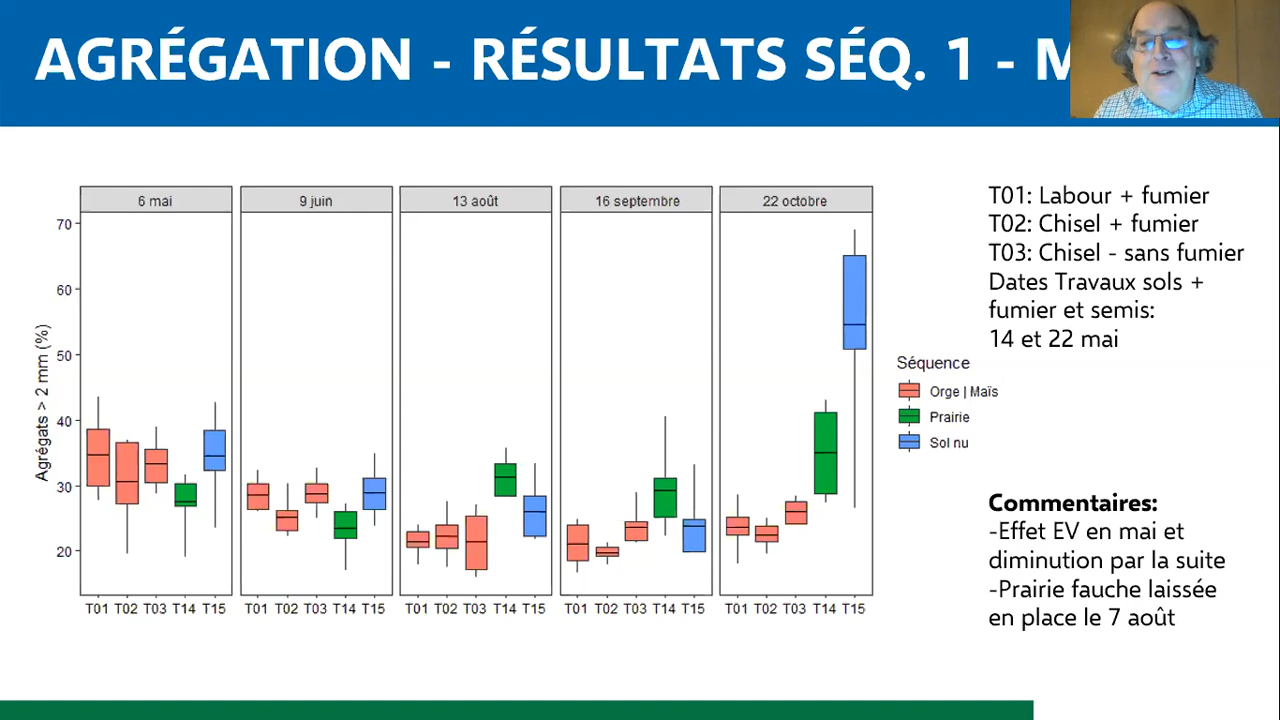 AGRÉGATION - RÉSULTATS SÉQ. 1 - M
6 mai
9 juin
13 août
16 septembre
22 octobre
Agrégats > 2 mm (%)
70
60
50
40
30
20
T01 T02 T03 T14 T15
T01 T02 T03 T14 T15
T01 T02 T03 T14 T15
T01 T02 T03 T14 T15
T01 T02 T03 T14 T15
Séquence
Orge | Maïs
Prairie
Sol nu
T01: Labour + fumier
T02: Chisel + fumier
T03: Chisel - sans fumier
Dates Travaux sols +
fumier et semis:
14 et 22 mai
Commentaires:
-Effet EV en mai et
diminution par la suite
-Prairie fauche laissée
en place le 7 août